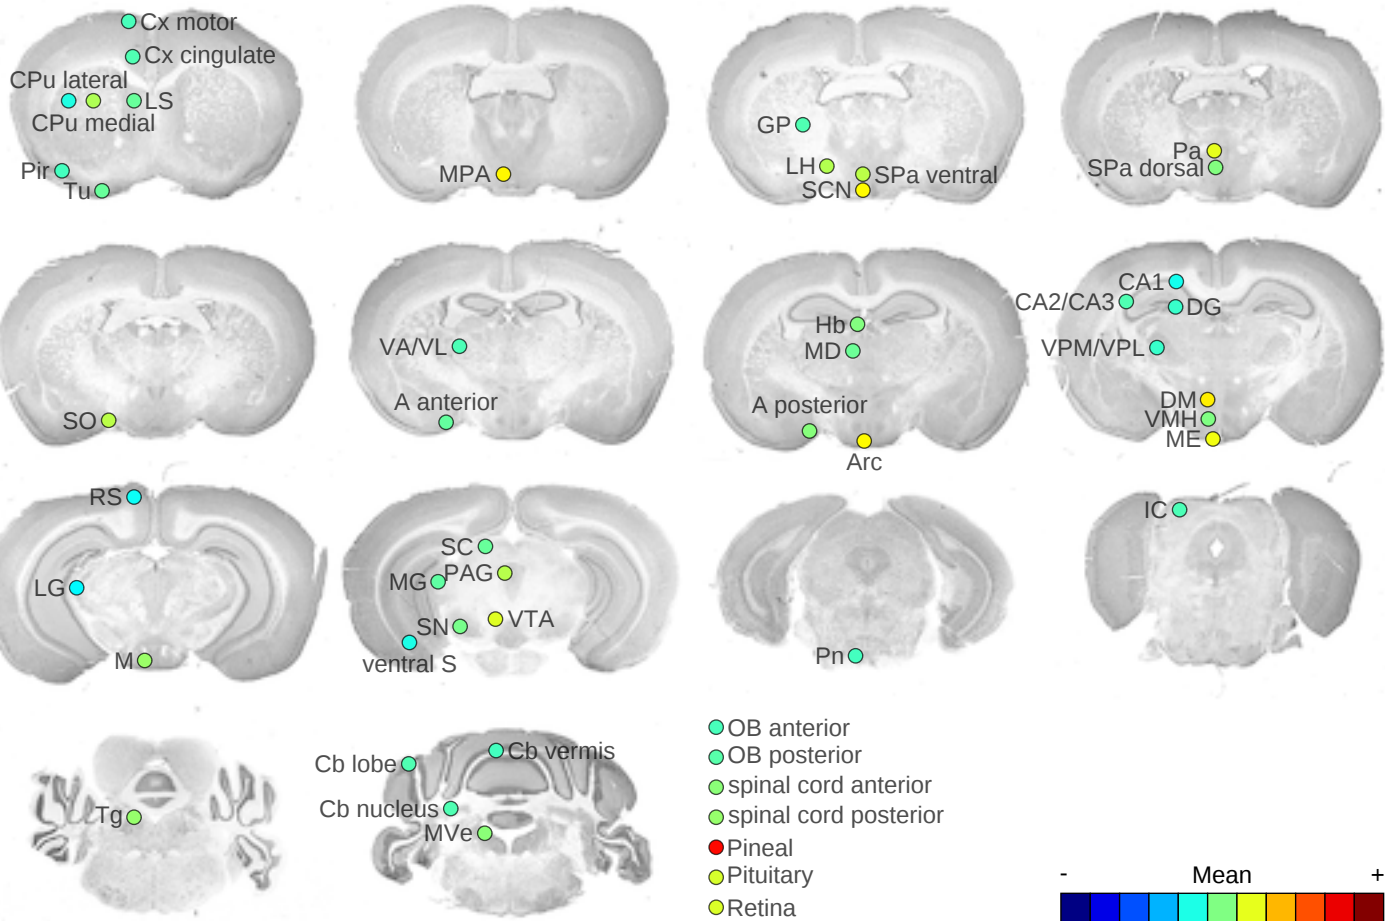 Cx motor
Cx cingulate
CPu lateral
LS
CPu medial
Pir
Tu
MPA
GP
LH
SPa ventral
SCN
Pa
SPa dorsal
SO
VA/VL
A anterior
Hb
MD
A posterior
Arc
CA1
CA2/CA3
DG
VPM/VPL
DM
VMH
ME
RS
LG
M
SC
MG
PAG
SN
VTA
ventral S
Pn
IC
Tg
Cb lobe
Cb vermis
Cb nucleus
MVe
OB anterior
OB posterior
spinal cord anterior
spinal cord posterior
Pineal
Pituitary
Retina
- Mean +